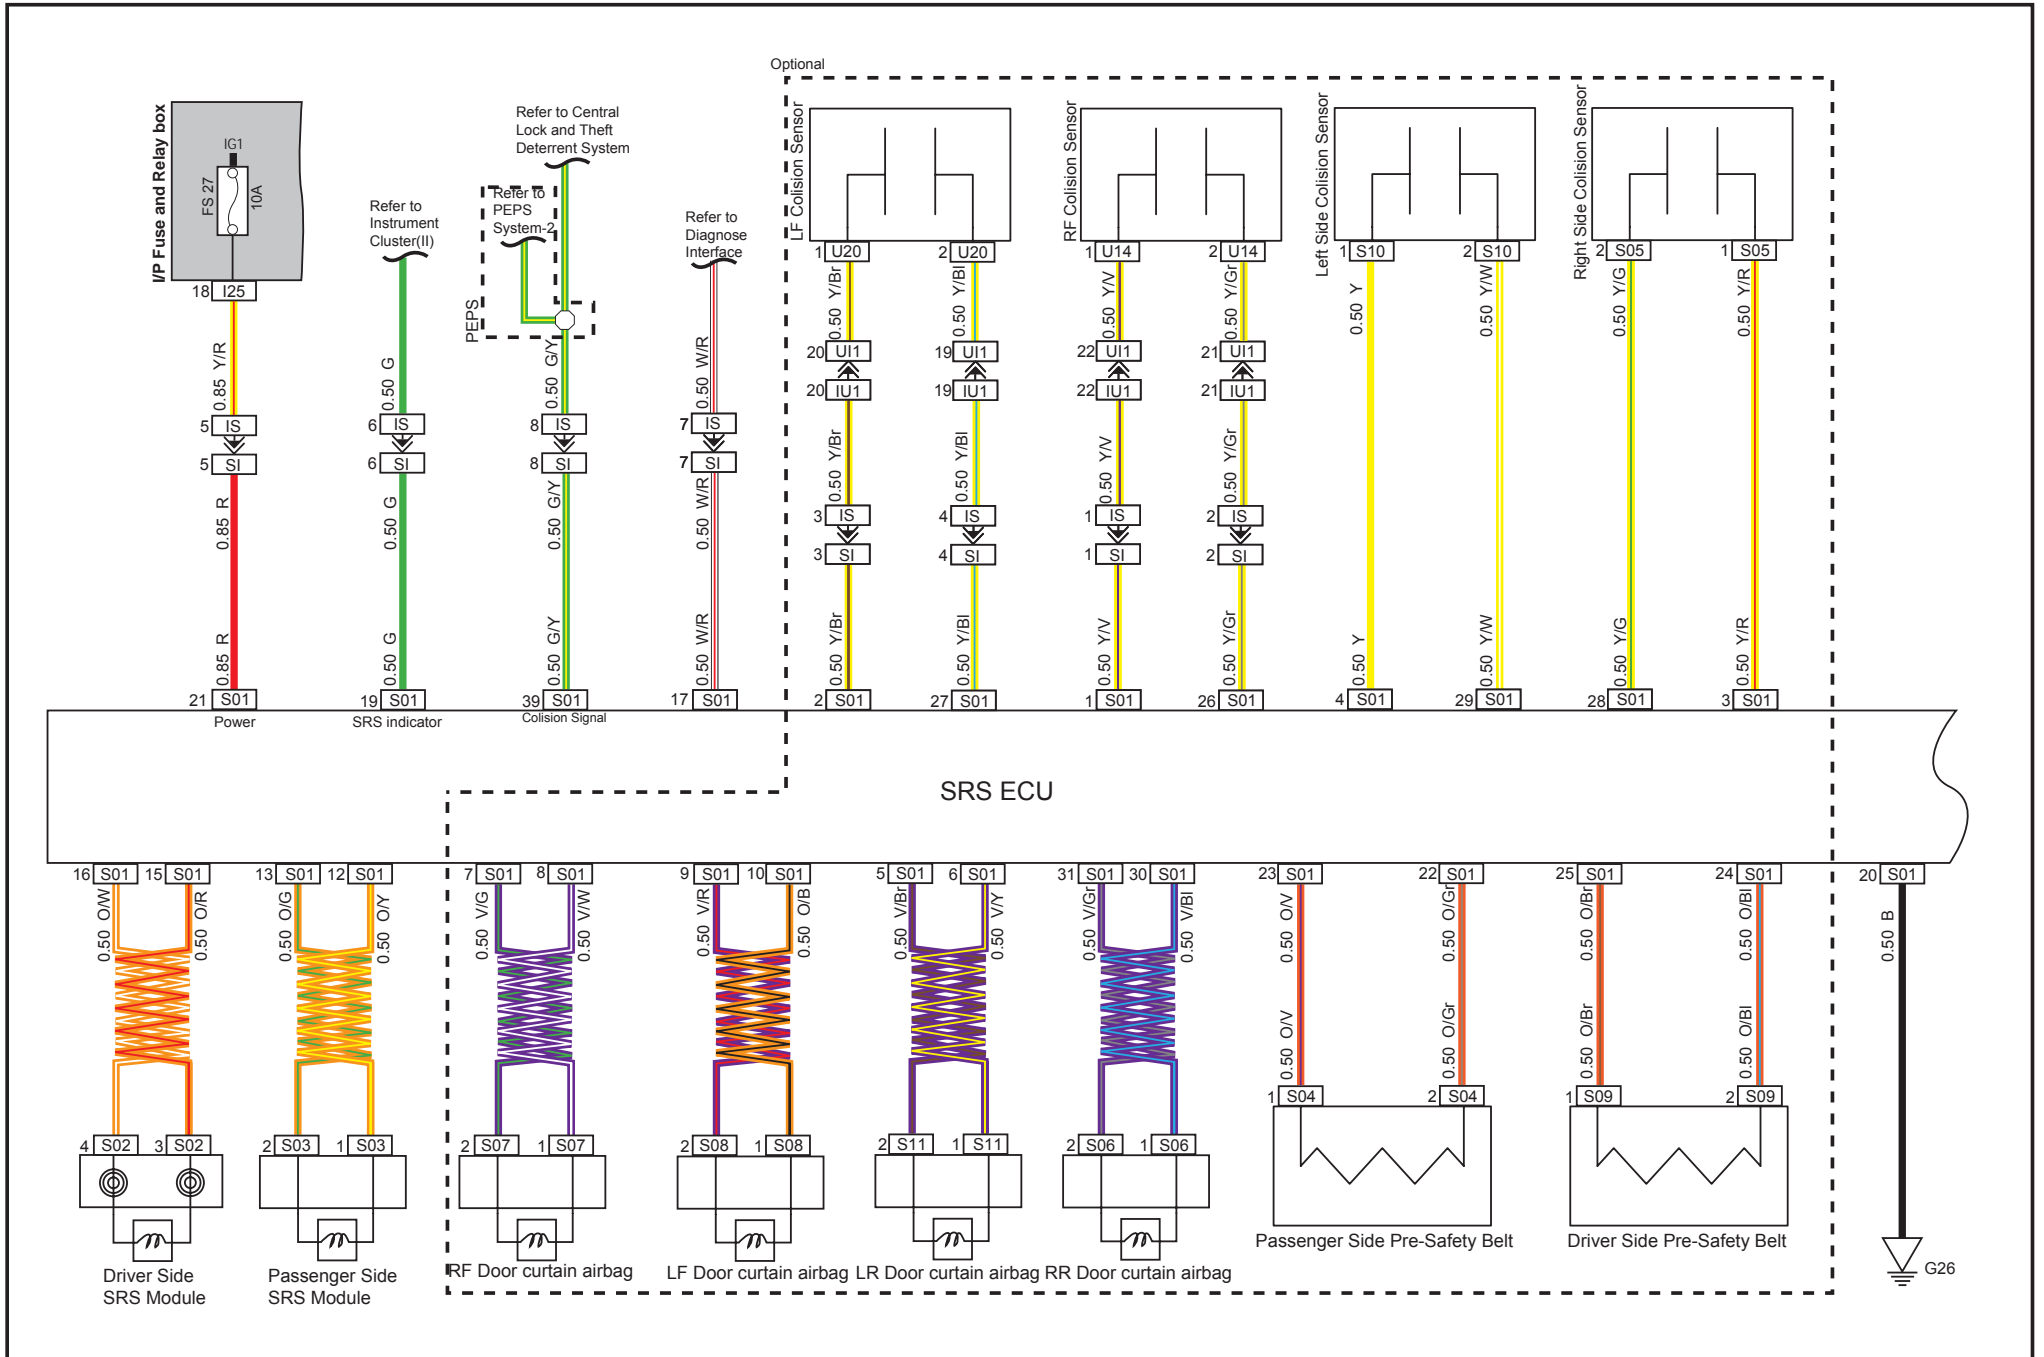 Optional
I/P Fuse and Relay box
IG1
FS 27
10A
18 I25
0.85 Y/R
5 IS
5 SI
0.85 R
0.85 R
21 S01
Power
Refer to
Instrument
Cluster(II)
0.50 G
6 IS
6 SI
0.50 G
0.50 G
19 S01
SRS indicator
Refer to Central
Lock and Theft
Deterrent System
Refer to
PEPS
System-2
PEPS
0.50 G/Y
8 IS
8 SI
0.50 G/Y
0.50 G/Y
39 S01
Colision Signal
Refer to
Diagnose
Interface
0.50 W/R
7 IS
7 SI
0.50 W/R
0.50 W/R
17 S01
LF Colision Sensor
1 U20
2 U20
0.50 Y/Br
0.50 Y/Bl
20 UI1
19 UI1
20 IU1
19 IU1
0.50 Y/Br
0.50 Y/Bl
3 IS
4 IS
3 SI
4 SI
0.50 Y/Br
0.50 Y/Bl
2 S01
27 S01
RF Colision Sensor
1 U14
2 U14
0.50 Y/V
0.50 Y/Gr
22 UI1
21 UI1
22 IU1
21 IU1
0.50 Y/V
0.50 Y/Gr
1 IS
2 IS
1 SI
2 SI
0.50 Y/V
0.50 Y/Gr
1 S01
26 S01
Left Side Colision Sensor
1 S10
2 S10
0.50 Y
0.50 Y/W
0.50 Y
0.50 Y/W
4 S01
29 S01
Right Side Colision Sensor
2 S05
1 S05
0.50 Y/G
0.50 Y/R
0.50 Y/G
0.50 Y/R
28 S01
3 S01
SRS ECU
16 S01
15 S01
0.50 O/W
0.50 O/R
4 S02
3 S02
Driver Side
SRS Module
13 S01
12 S01
0.50 O/G
0.50 O/Y
2 S03
1 S03
Passenger Side
SRS Module
7 S01
8 S01
0.50 V/G
0.50 V/W
2 S07
1 S07
RF Door curtain airbag
9 S01
10 S01
0.50 V/R
0.50 O/B
2 S08
1 S08
LF Door curtain airbag
5 S01
6 S01
0.50 V/Br
0.50 V/Y
2 S11
1 S11
LR Door curtain airbag
31 S01
30 S01
0.50 V/Gr
0.50 V/Bl
2 S06
1 S06
RR Door curtain airbag
23 S01
22 S01
0.50 O/V
0.50 O/Gr
0.50 O/V
0.50 O/Gr
1 S04
2 S04
Passenger Side Pre-Safety Belt
25 S01
24 S01
0.50 O/Br
0.50 O/Bl
0.50 O/Br
0.50 O/Bl
1 S09
2 S09
Driver Side Pre-Safety Belt
20 S01
0.50 B
G26